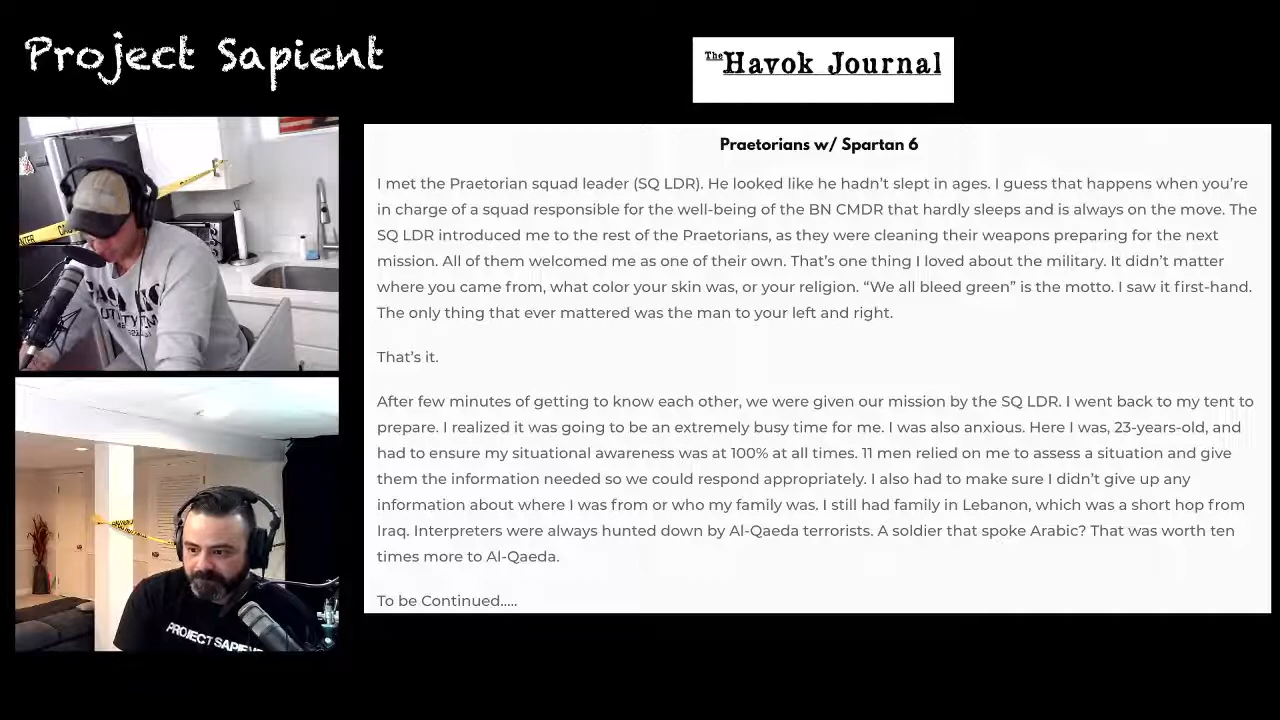 Project Sapient
The Havok Journal
Praetorians w/ Spartan 6
I met the Praetorian squad leader (SQ LDR). He looked like he hadn’t slept in ages. I guess that happens when you’re
in charge of a squad responsible for the well-being of the BN CMDR that hardly sleeps and is always on the move. The
SQ LDR introduced me to the rest of the Praetorians, as they were cleaning their weapons preparing for the next
mission. All of them welcomed me as one of their own. That’s one thing I loved about the military. It didn’t matter
where you came from, what color your skin was, or your religion. “We all bleed green” is the motto. I saw it first-hand.
The only thing that ever mattered was the man to your left and right.
That’s it.
After few minutes of getting to know each other, we were given our mission by the SQ LDR. I went back to my tent to
prepare. I realized it was going to be an extremely busy time for me. I was also anxious. Here I was, 23-years-old, and
had to ensure my situational awareness was at 100% at all times. 11 men relied on me to assess a situation and give
them the information needed so we could respond appropriately. I also had to make sure I didn’t give up any
information about where I was from or who my family was. I still had family in Lebanon, which was a short hop from
Iraq. Interpreters were always hunted down by Al-Qaeda terrorists. A soldier that spoke Arabic? That was worth ten
times more to Al-Qaeda.
To be Continued.....
PROJECT